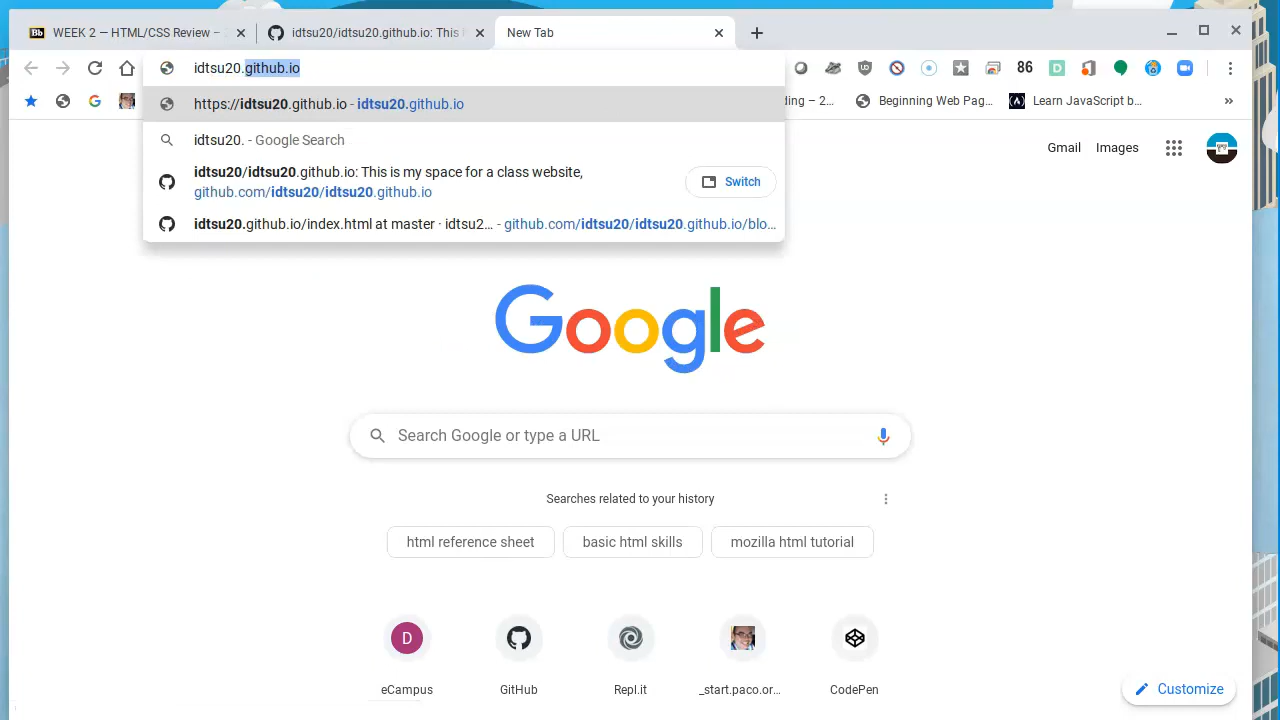 Bb WEEK 2 — HTML/CSS Review –
idtsu20/idtsu20.github.io: This i
New Tab
idtsu20.github.io
86
https://idtsu20.github.io - idtsu20.github.io
ding – 2...
Beginning Web Pag...
Learn JavaScript b...
»
idtsu20. - Google Search
Gmail
Images
idtsu20/idtsu20.github.io: This is my space for a class website,
github.com/idtsu20/idtsu20.github.io
Switch
idtsu20.github.io/index.html at master · idtsu2... - github.com/idtsu20/idtsu20.github.io/blo...
Google
Search Google or type a URL
Searches related to your history
html reference sheet
basic html skills
mozilla html tutorial
D
eCampus
GitHub
Repl.it
_start.paco.or...
CodePen
Customize